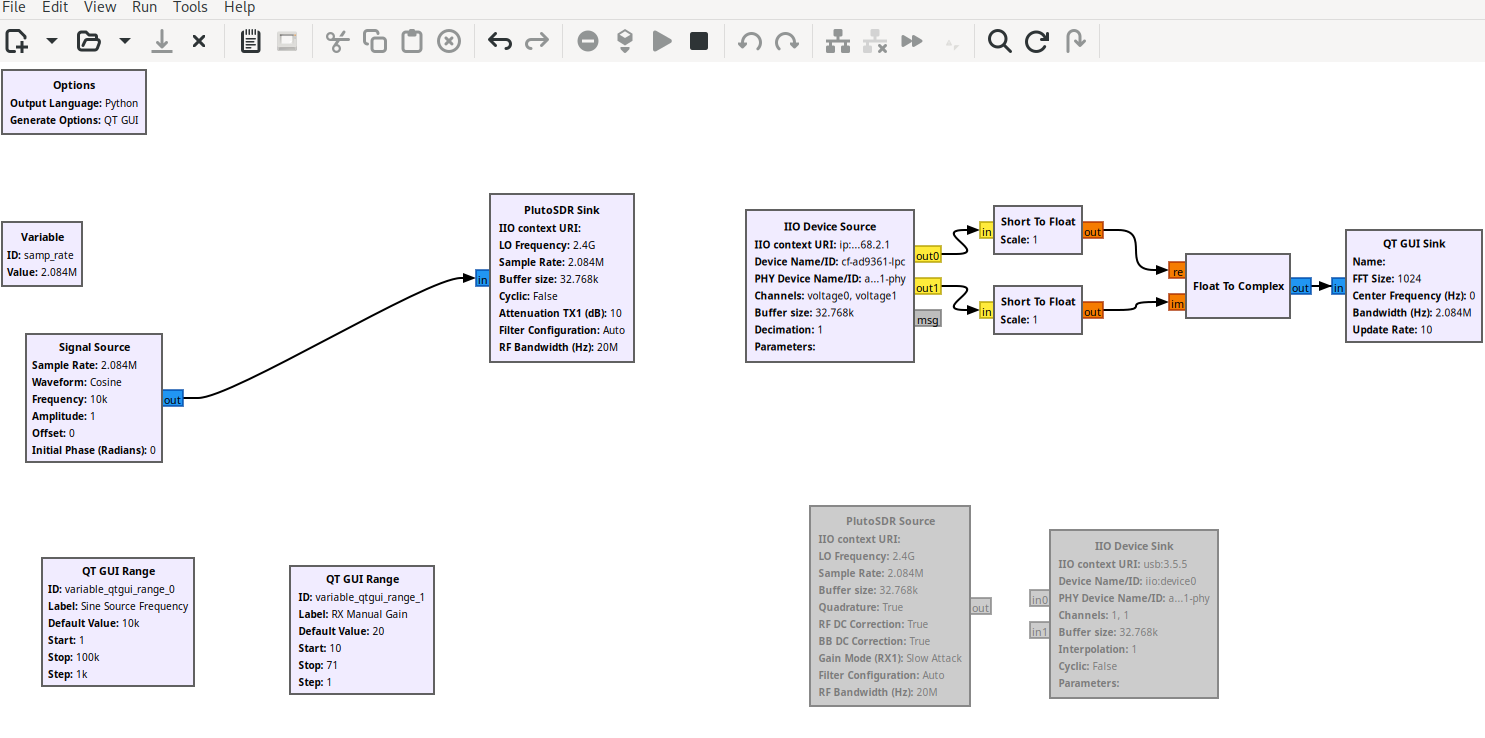 File Edit View Run Tools Help
Options
Output Language: Python
Generate Options: QT GUI
Variable
ID: samp_rate
Value: 2.084M
Signal Source
Sample Rate: 2.084M
Waveform: Cosine
Frequency: 10k
Amplitude: 1
Offset: 0
Initial Phase (Radians): 0
out
PlutoSDR Sink
IIO context URI:
LO Frequency: 2.4G
Sample Rate: 2.084M
Buffer size: 32.768k
Cyclic: False
Attenuation TX1 (dB): 10
Filter Configuration: Auto
RF Bandwidth (Hz): 20M
in
IIO Device Source
IIO context URI: ip:...68.2.1
Device Name/ID: cf-ad9361-lpc
PHY Device Name/ID: a...1-phy
Channels: voltage0, voltage1
Buffer size: 32.768k
Decimation: 1
Parameters:
out0
out1
msg
in
Short To Float
Scale: 1
out
in
Short To Float
Scale: 1
out
re
im
Float To Complex
out
in
QT GUI Sink
Name:
FFT Size: 1024
Center Frequency (Hz): 0
Bandwidth (Hz): 2.084M
Update Rate: 10
QT GUI Range
ID: variable_qtgui_range_0
Label: Sine Source Frequency
Default Value: 10k
Start: 1
Stop: 100k
Step: 1k
QT GUI Range
ID: variable_qtgui_range_1
Label: RX Manual Gain
Default Value: 20
Start: 10
Stop: 71
Step: 1
PlutoSDR Source
IIO context URI:
LO Frequency: 2.4G
Sample Rate: 2.084M
Buffer size: 32.768k
Quadrature: True
RF DC Correction: True
BB DC Correction: True
Gain Mode (RX1): Slow Attack
Filter Configuration: Auto
RF Bandwidth (Hz): 20M
out
in0
in1
IIO Device Sink
IIO context URI: usb:3.5.5
Device Name/ID: iio:device0
PHY Device Name/ID: a...1-phy
Channels: 1, 1
Buffer size: 32.768k
Interpolation: 1
Cyclic: False
Parameters: